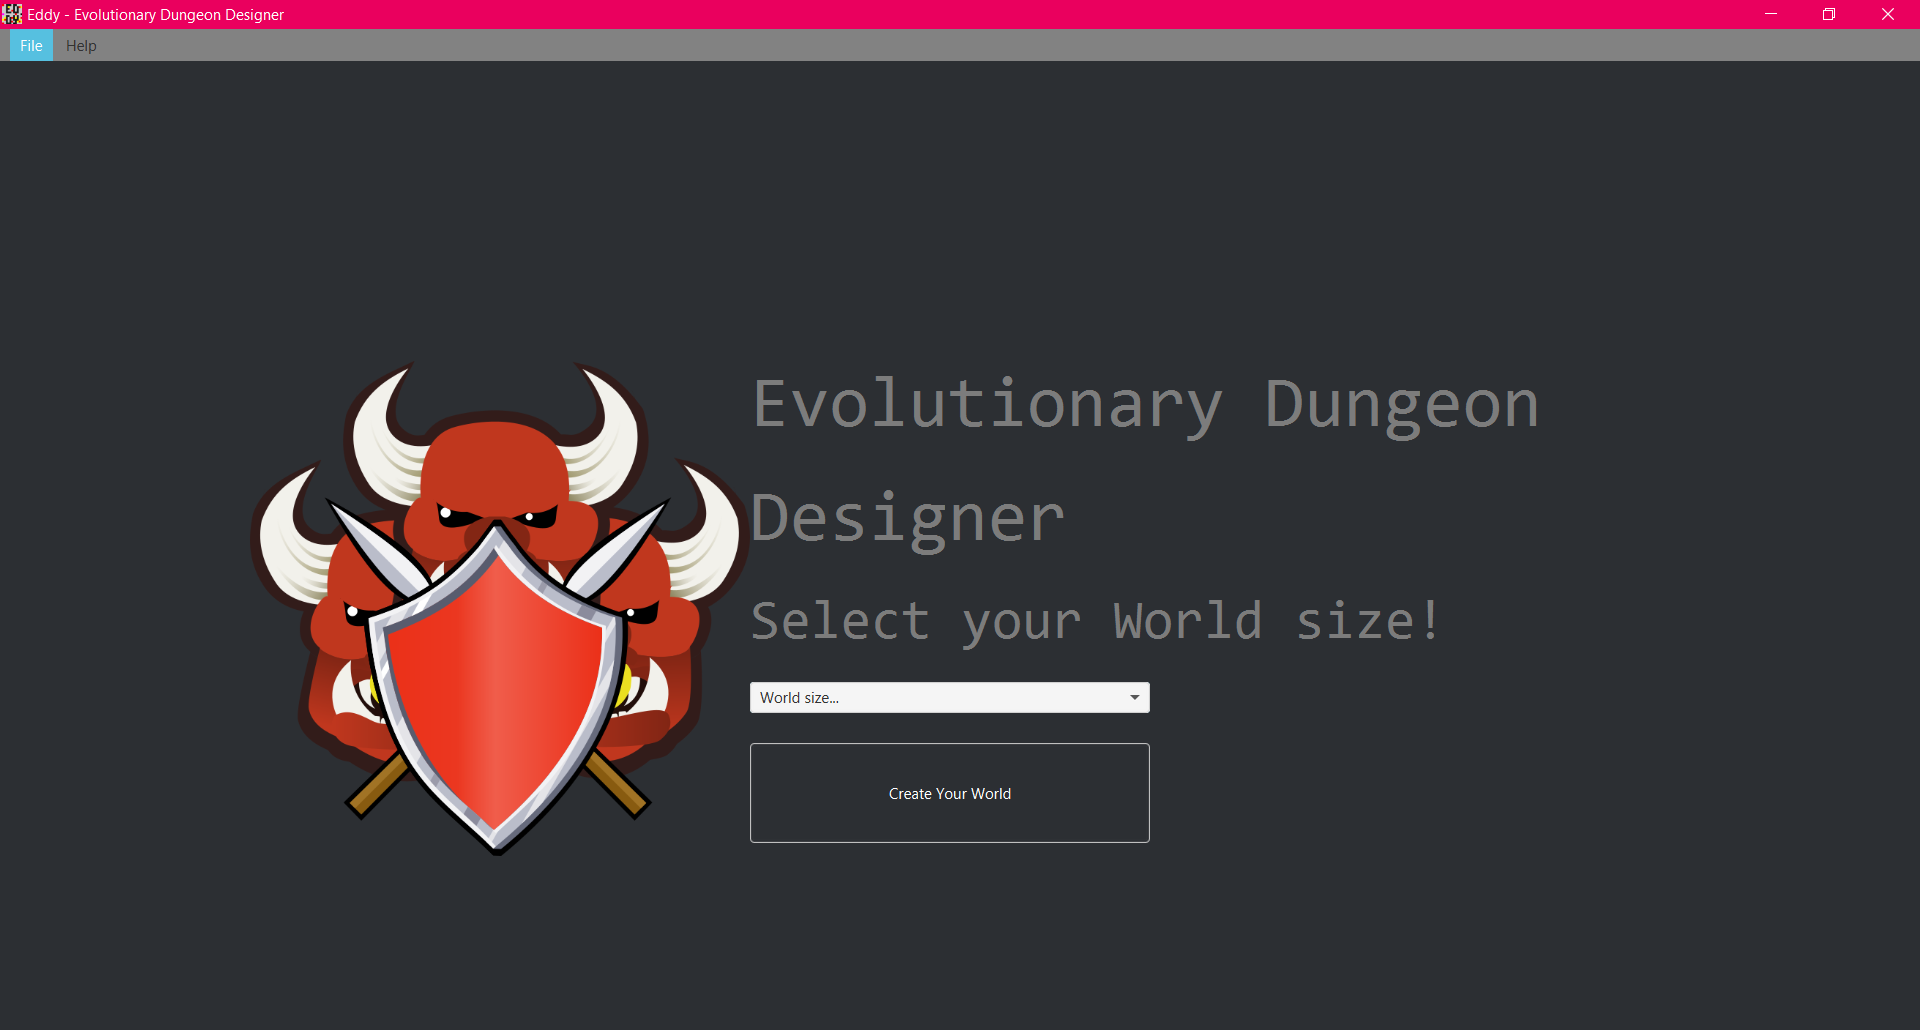 Eddy - Evolutionary Dungeon Designer
File Help
Evolutionary Dungeon
Designer
Select your World size!
World size...
Create Your World